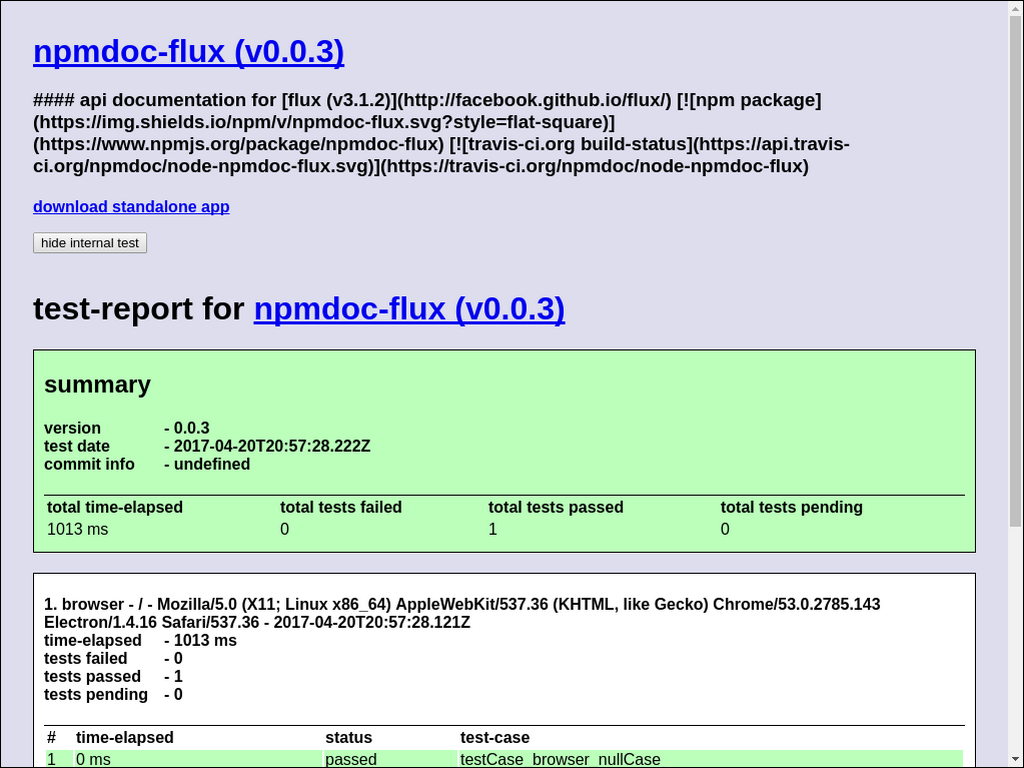 npmdoc-flux (v0.0.3)
#### api documentation for [flux (v3.1.2)](http://facebook.github.io/flux/) [![npm package]
(https://img.shields.io/npm/v/npmdoc-flux.svg?style=flat-square)]
(https://www.npmjs.org/package/npmdoc-flux) [![travis-ci.org build-status](https://api.travis-
ci.org/npmdoc/node-npmdoc-flux.svg)](https://travis-ci.org/npmdoc/node-npmdoc-flux)
download standalone app
hide internal test
test-report for npmdoc-flux (v0.0.3)
summary
version - 0.0.3
test date - 2017-04-20T20:57:28.222Z
commit info - undefined
total time-elapsed total tests failed total tests passed total tests pending
1013 ms 0 1 0
1. browser - / - Mozilla/5.0 (X11; Linux x86_64) AppleWebKit/537.36 (KHTML, like Gecko) Chrome/53.0.2785.143
Electron/1.4.16 Safari/537.36 - 2017-04-20T20:57:28.121Z
time-elapsed - 1013 ms
tests failed - 0
tests passed - 1
tests pending - 0
# time-elapsed status test-case
1 0 ms passed testCase_browser_nullCase